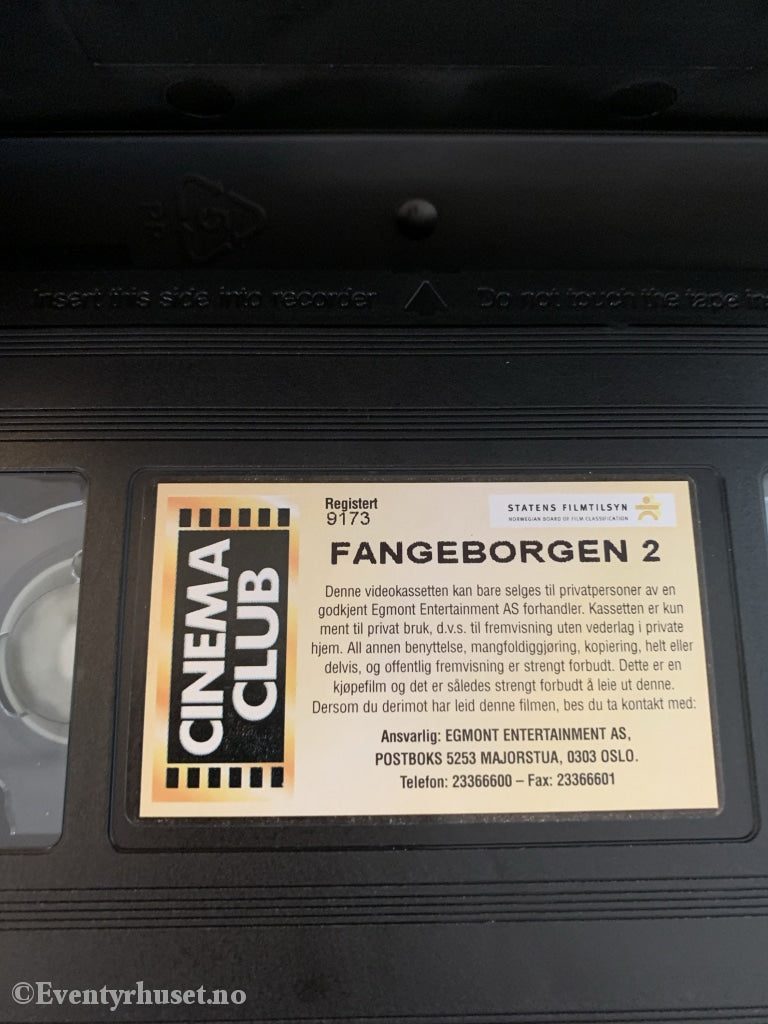 PP
Insert this side into recorder
Do not touch the tape ins
CINEMA
CLUB
Registert
9173
STATENS FILMTILSYN
NORWEGIAN BOARD OF FILM CLASSIFICATION
FANGEBORGEN 2
Denne videokassetten kan bare selges til privatpersoner av en
godkjent Egmont Entertainment AS forhandler. Kassetten er kun
ment til privat bruk, d.v.s. til fremvisning uten vederlag i private
hjem. All annen benyttelse, mangfoldiggjøring, kopiering, helt eller
delvis, og offentlig fremvisning er strengt forbudt. Dette er en
kjøpefilm og det er således strengt forbudt å leie ut denne.
Dersom du derimot har leid denne filmen, bes du ta kontakt med:
Ansvarlig: EGMONT ENTERTAINMENT AS,
POSTBOKS 5253 MAJORSTUA, 0303 OSLO.
Telefon: 23366600 – Fax: 23366601
©Eventyrhuset.no